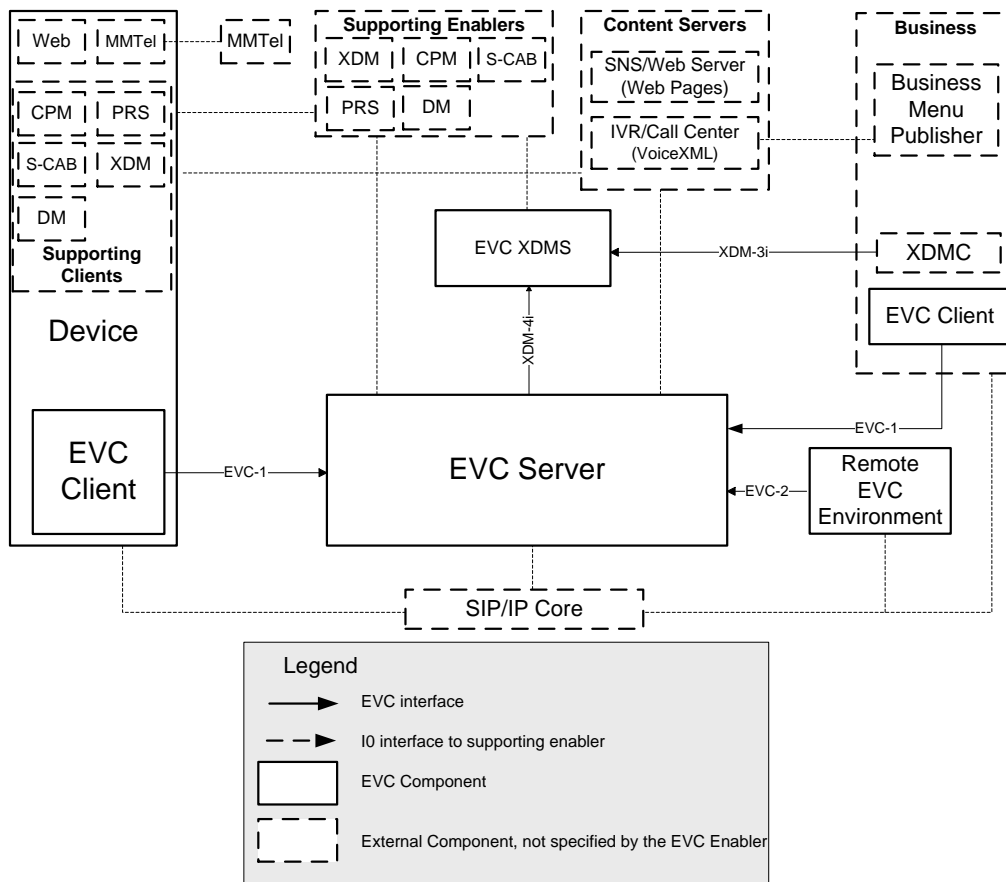 Web
MMTel
MMTel
CPM
PRS
S-CAB
XDM
DM
Supporting
Clients
Device
EVC
Client
Supporting Enablers
XDM
CPM
S-CAB
PRS
DM
Content Servers
SNS/Web Server
(Web Pages)
IVR/Call Center
(VoiceXML)
Business
Business
Menu
Publisher
XDMC
EVC Client
EVC XDMS
XDM-3i
XDM-4i
EVC-1
EVC Server
EVC-1
EVC-2
Remote
EVC
Environment
SIP/IP Core
Legend
EVC interface
I0 interface to supporting enabler
EVC Component
External Component, not specified by the EVC Enabler